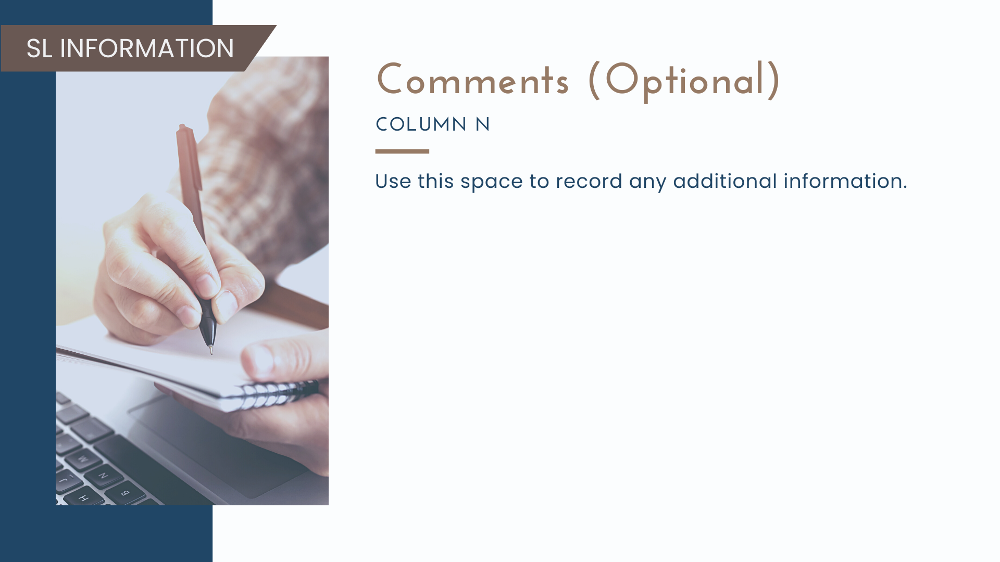 SL INFORMATION
Comments (Optional)
COLUMN N
Use this space to record any additional information.
M
N
J
B
H